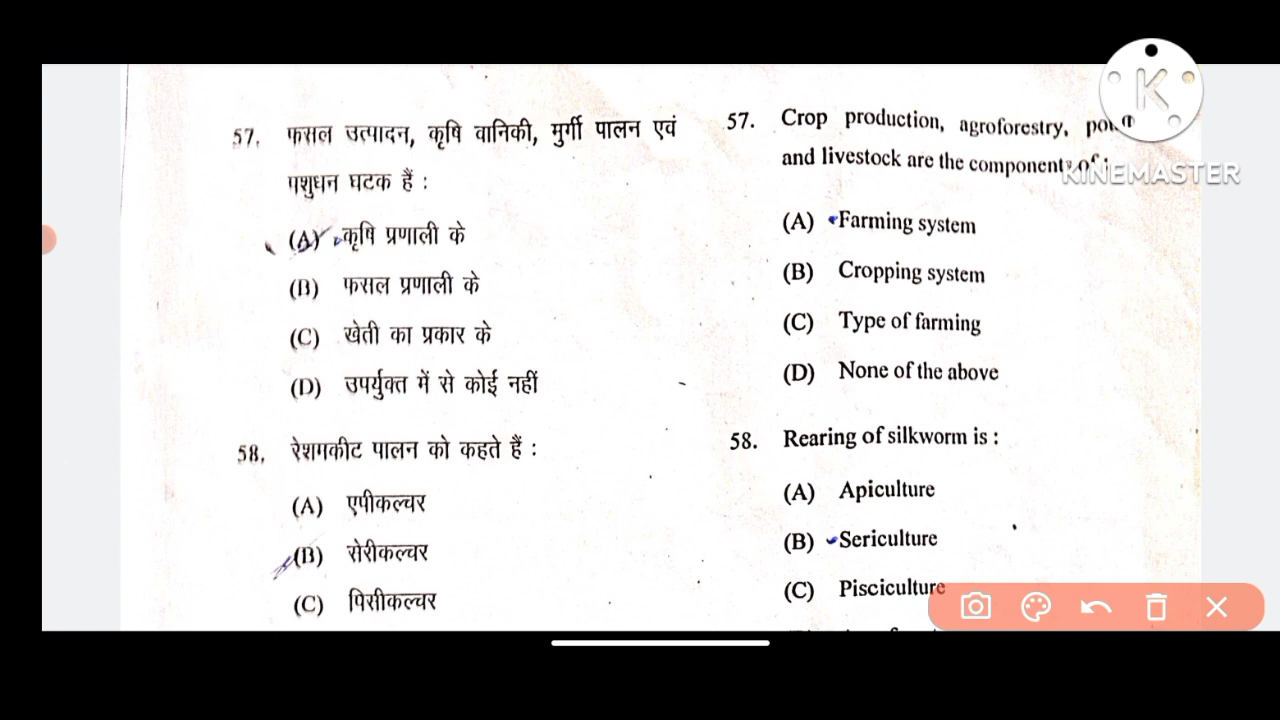 57. फसल उत्पादन, कृषि वानिकी, मुर्गी पालन एवं
पशुधन घटक हैं :
(A) कृषि प्रणाली के
(B) फसल प्रणाली के
(C) खेती का प्रकार के
(D) उपर्युक्त में से कोई नहीं
58. रेशमकीट पालन को कहते हैं :
(A) एपीकल्चर
(B) सेरीकल्चर
(C) पिसीकल्चर
57. Crop production, agroforestry,
and livestock are the components of :
(A) Farming system
(B) Cropping system
(C) Type of farming
(D) None of the above
58. Rearing of silkworm is :
(A) Apiculture
(B) Sericulture
(C) Pisciculture
K
KINEMASTER